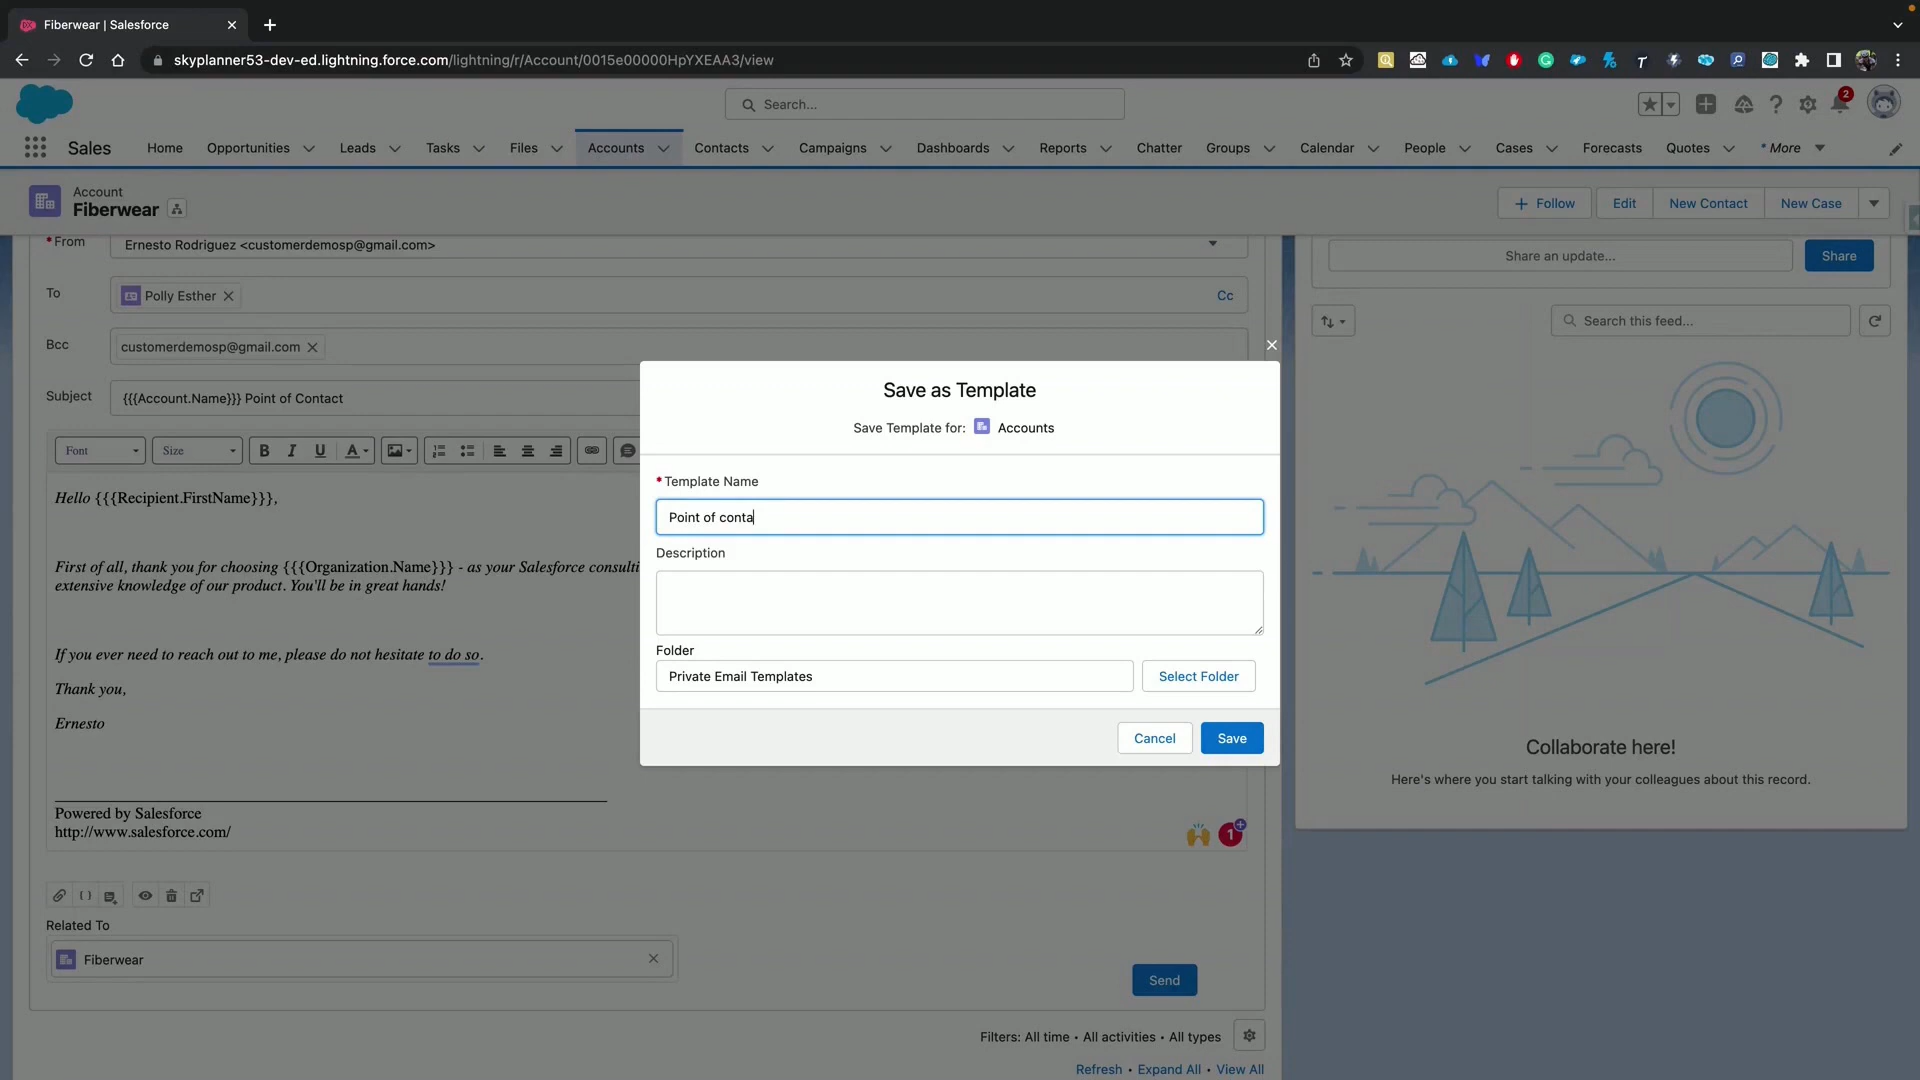 Fiberwear | Salesforce
skyplanner53-dev-ed.lightning.force.com/lightning/r/Account/0015e00000HpYXEAA3/view
Search...
2
Sales
Home
Opportunities
Leads
Tasks
Files
Accounts
Contacts
Campaigns
Dashboards
Reports
Chatter
Groups
Calendar
People
Cases
Forecasts
Quotes
* More
Account
Fiberwear
Follow
Edit
New Contact
New Case
*From
Ernesto Rodriguez <customerdemosp@gmail.com>
To
Polly Esther
Cc
Bcc
customerdemosp@gmail.com
Subject
{{{Account.Name}}} Point of Contact
Font
Size
B I U A
Hello {{{Recipient.FirstName}}},
First of all, thank you for choosing {{{Organization.Name}}} - as your Salesforce consulti
extensive knowledge of our product. You'll be in great hands!
If you ever need to reach out to me, please do not hesitate to do so.
Thank you,
Ernesto
Powered by Salesforce
http://www.salesforce.com/
1
Related To
Fiberwear
Send
Filters: All time • All activities • All types
Refresh • Expand All • View All
Save as Template
Save Template for: Accounts
*Template Name
Point of conta
Description
Folder
Private Email Templates
Select Folder
Cancel
Save
Share an update...
Share
Search this feed...
Collaborate here!
Here's where you start talking with your colleagues about this record.